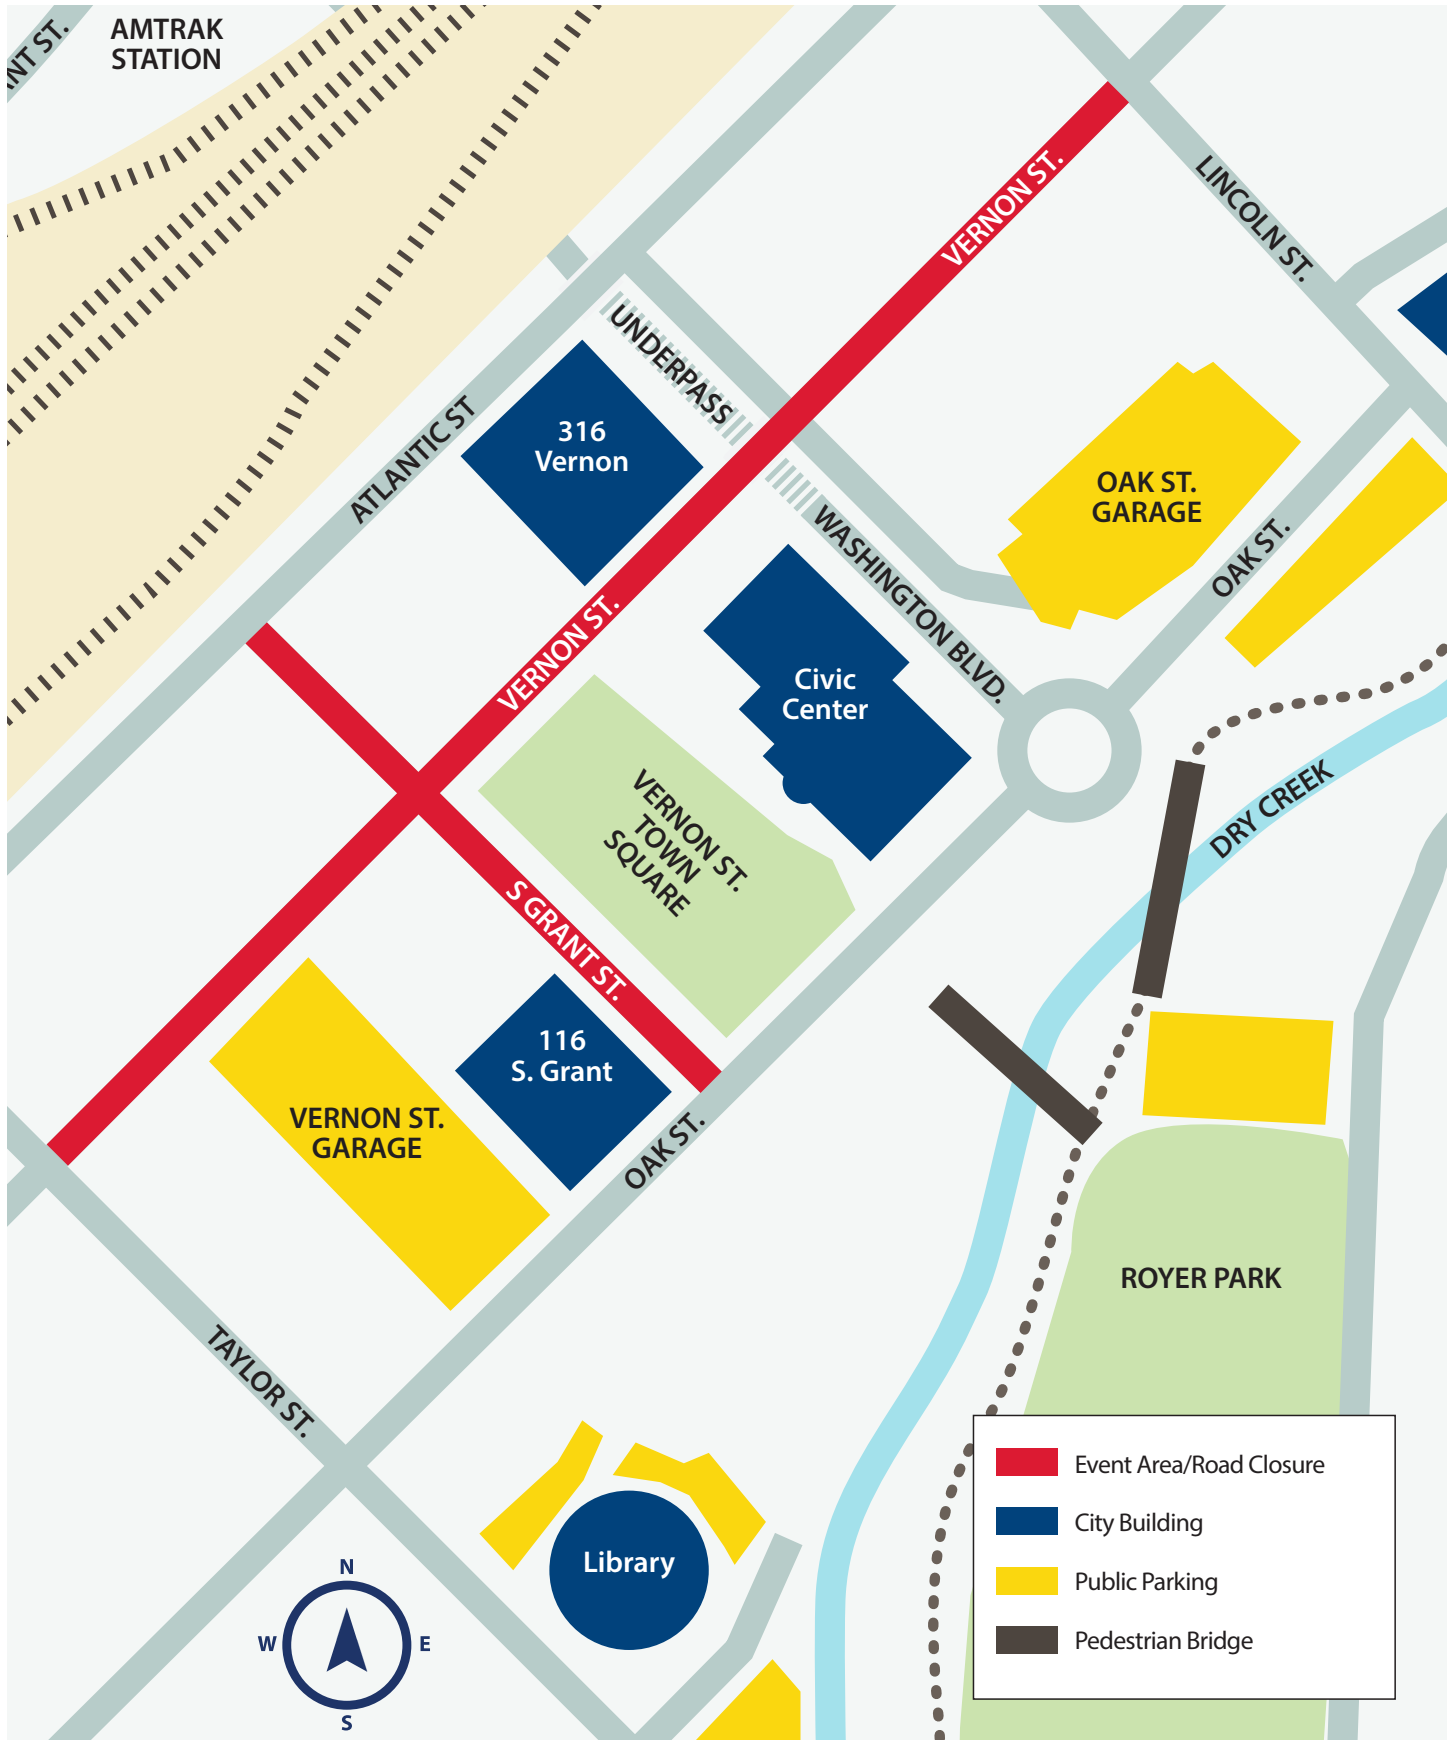 ANT ST.
AMTRAK
STATION
VERNON ST.
LINCOLN ST.
UNDERPASS
ATLANTIC ST
316
Vernon
OAK ST.
GARAGE
WASHINGTON BLVD.
OAK ST.
VERNON ST.
Civic
Center
VERNON ST.
TOWN
SQUARE
DRY CREEK
S GRANT ST.
116
S. Grant
VERNON ST.
GARAGE
OAK ST.
ROYER PARK
TAYLOR ST.
Library
N
W
E
S
Event Area/Road Closure
City Building
Public Parking
Pedestrian Bridge